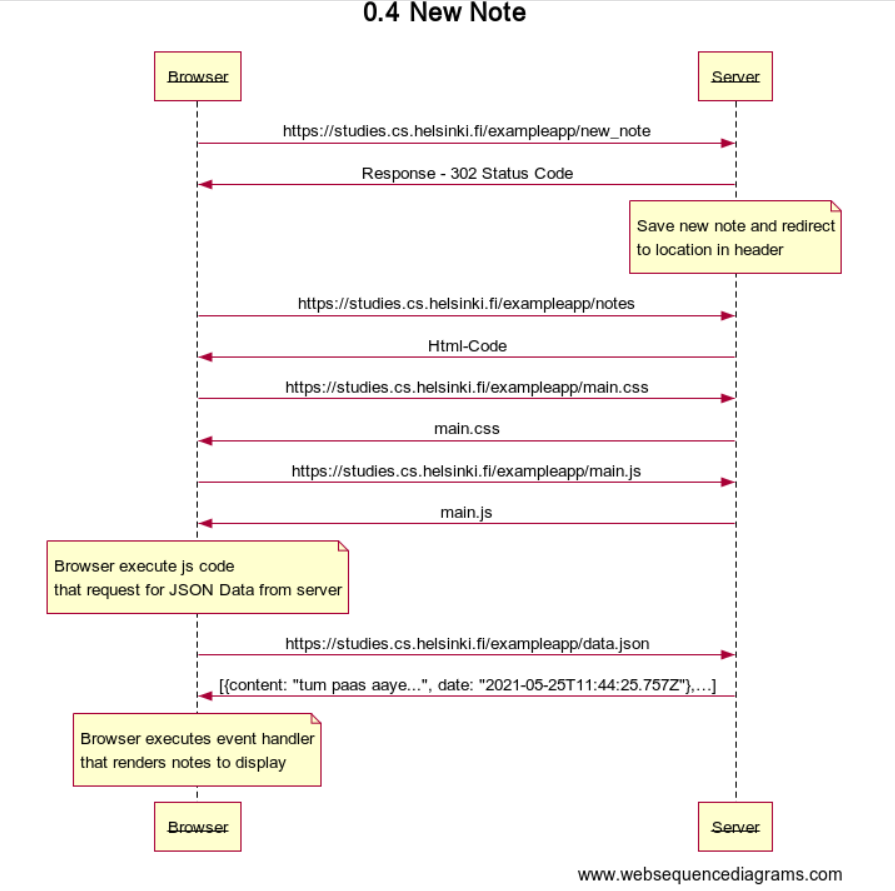 0.4 New Note
Browser
Server
https://studies.cs.helsinki.fi/exampleapp/new_note
Response - 302 Status Code
Save new note and redirect
to location in header
https://studies.cs.helsinki.fi/exampleapp/notes
Html-Code
https://studies.cs.helsinki.fi/exampleapp/main.css
main.css
https://studies.cs.helsinki.fi/exampleapp/main.js
main.js
Browser execute js code
that request for JSON Data from server
https://studies.cs.helsinki.fi/exampleapp/data.json
[{content: "tum paas aaye...", date: "2021-05-25T11:44:25.757Z"},...]
Browser executes event handler
that renders notes to display
Browser
Server
www.websequencediagrams.com